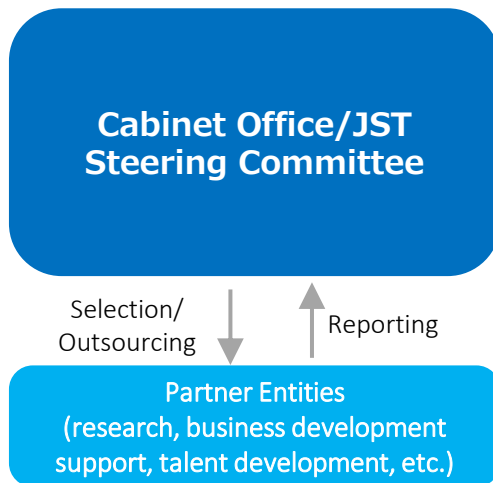 Cabinet Office/JST
Steering Committee
Selection/
Outsourcing
Reporting
Partner Entities
(research, business development
support, talent development, etc.)